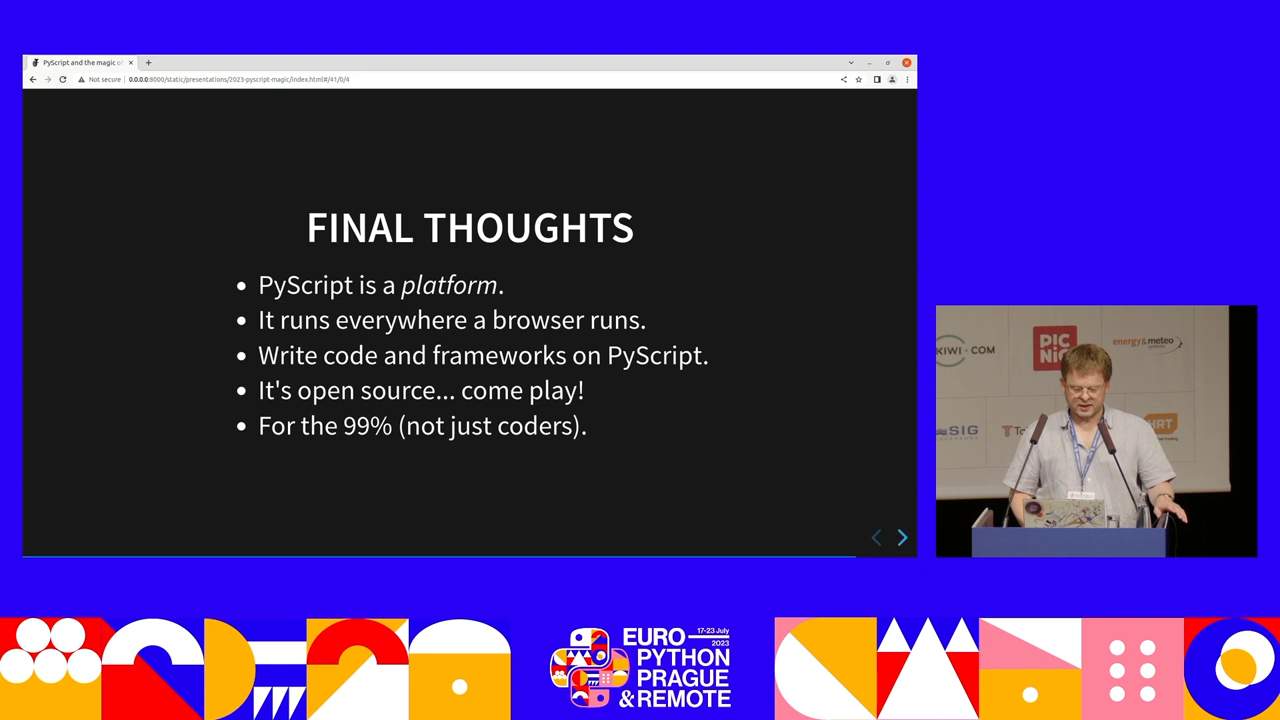 PyScript and the magic of
Not secure
0.0.0.0:8000/static/presentations/2023-pyscript-magic/index.html#/41/0/4
FINAL THOUGHTS
PyScript is a platform.
It runs everywhere a browser runs.
Write code and frameworks on PyScript.
It's open source... come play!
For the 99% (not just coders).
KIWI-COM
PIC
NIC
energy & meteo
systems
SIG
HRT
17-23 July
2023
EURO
PYTHON
PRAGUE
& REMOTE